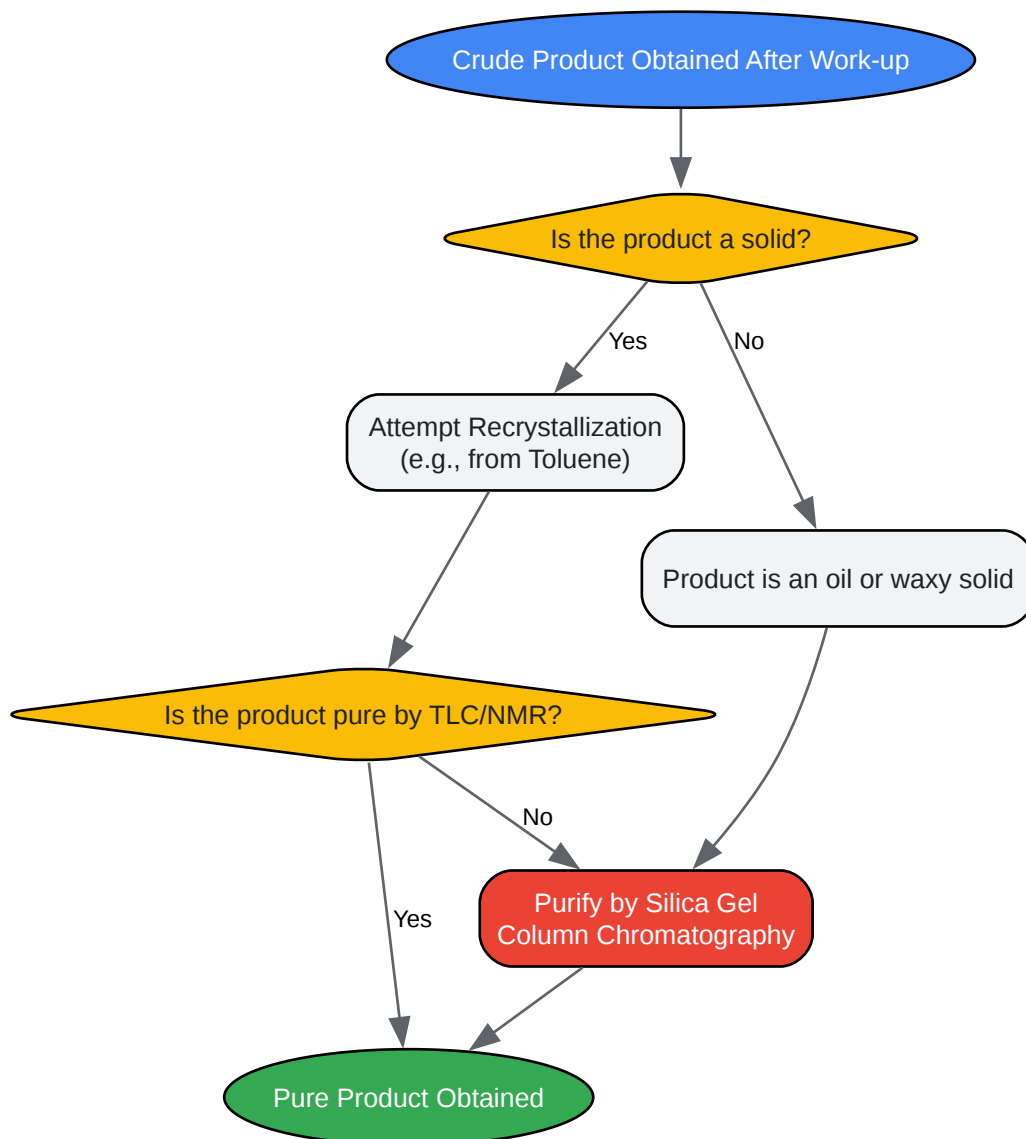 Crude Product Obtained After Work-up
Is the product a solid?
Yes
No
Attempt Recrystallization
(e.g., from Toluene)
Product is an oil or waxy solid
Is the product pure by TLC/NMR?
No
Purify by Silica Gel
Column Chromatography
Yes
Pure Product Obtained